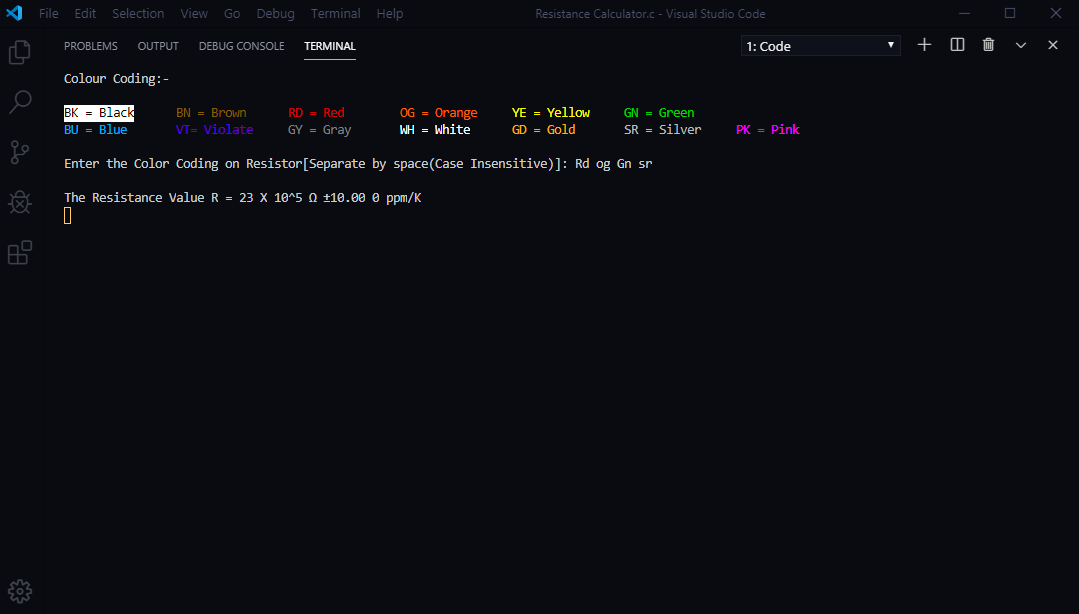 File Edit Selection View Go Debug Terminal Help Resistance Calculator.c - Visual Studio Code
PROBLEMS OUTPUT DEBUG CONSOLE TERMINAL 1: Code
Colour Coding:-
BK = Black BN = Brown RD = Red OG = Orange YE = Yellow GN = Green
BU = Blue VT= Violate GY = Gray WH = White GD = Gold SR = Silver PK = Pink
Enter the Color Coding on Resistor[Separate by space(Case Insensitive)]: Rd og Gn sr
The Resistance Value R = 23 X 10^5 Ω ±10.00 0 ppm/K